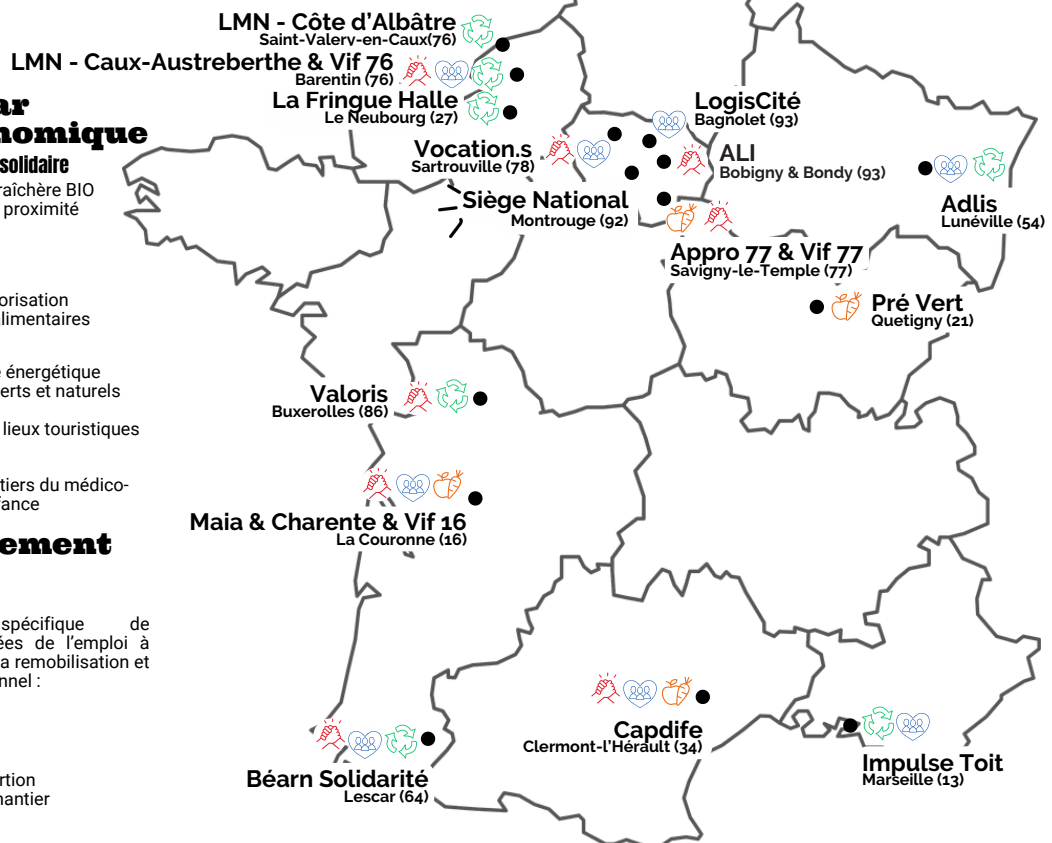 ar
nomique
solidaire
raîchère BIO
proximité
orisation
limentaires
énergétique
erts et naturels
lieux touristiques
tiers du médico-
fance
ement
spécifique de
ées de l'emploi à
a remobilisation et
nnel :
rtion
hantier
LMN - Côte d'Albâtre
Saint-Valery-en-Caux(76)
LMN - Caux-Austreberthe & Vif 76
Barentin (76)
La Fringue Halle
Le Neubourg (27)
Vocation.s
Sartrouville (78)
Siège National
Montrouge (92)
LogisCité
Bagnolet (93)
ALI
Bobigny & Bondy (93)
Adlis
Lunéville (54)
Appro 77 & Vif 77
Savigny-le-Temple (77)
Pré Vert
Quetigny (21)
Valoris
Buxerolles (86)
Maia & Charente & Vif 16
La Couronne (16)
Capdife
Clermont-l'Hérault (34)
Impulse Toit
Marseille (13)
Béarn Solidarité
Lescar (64)